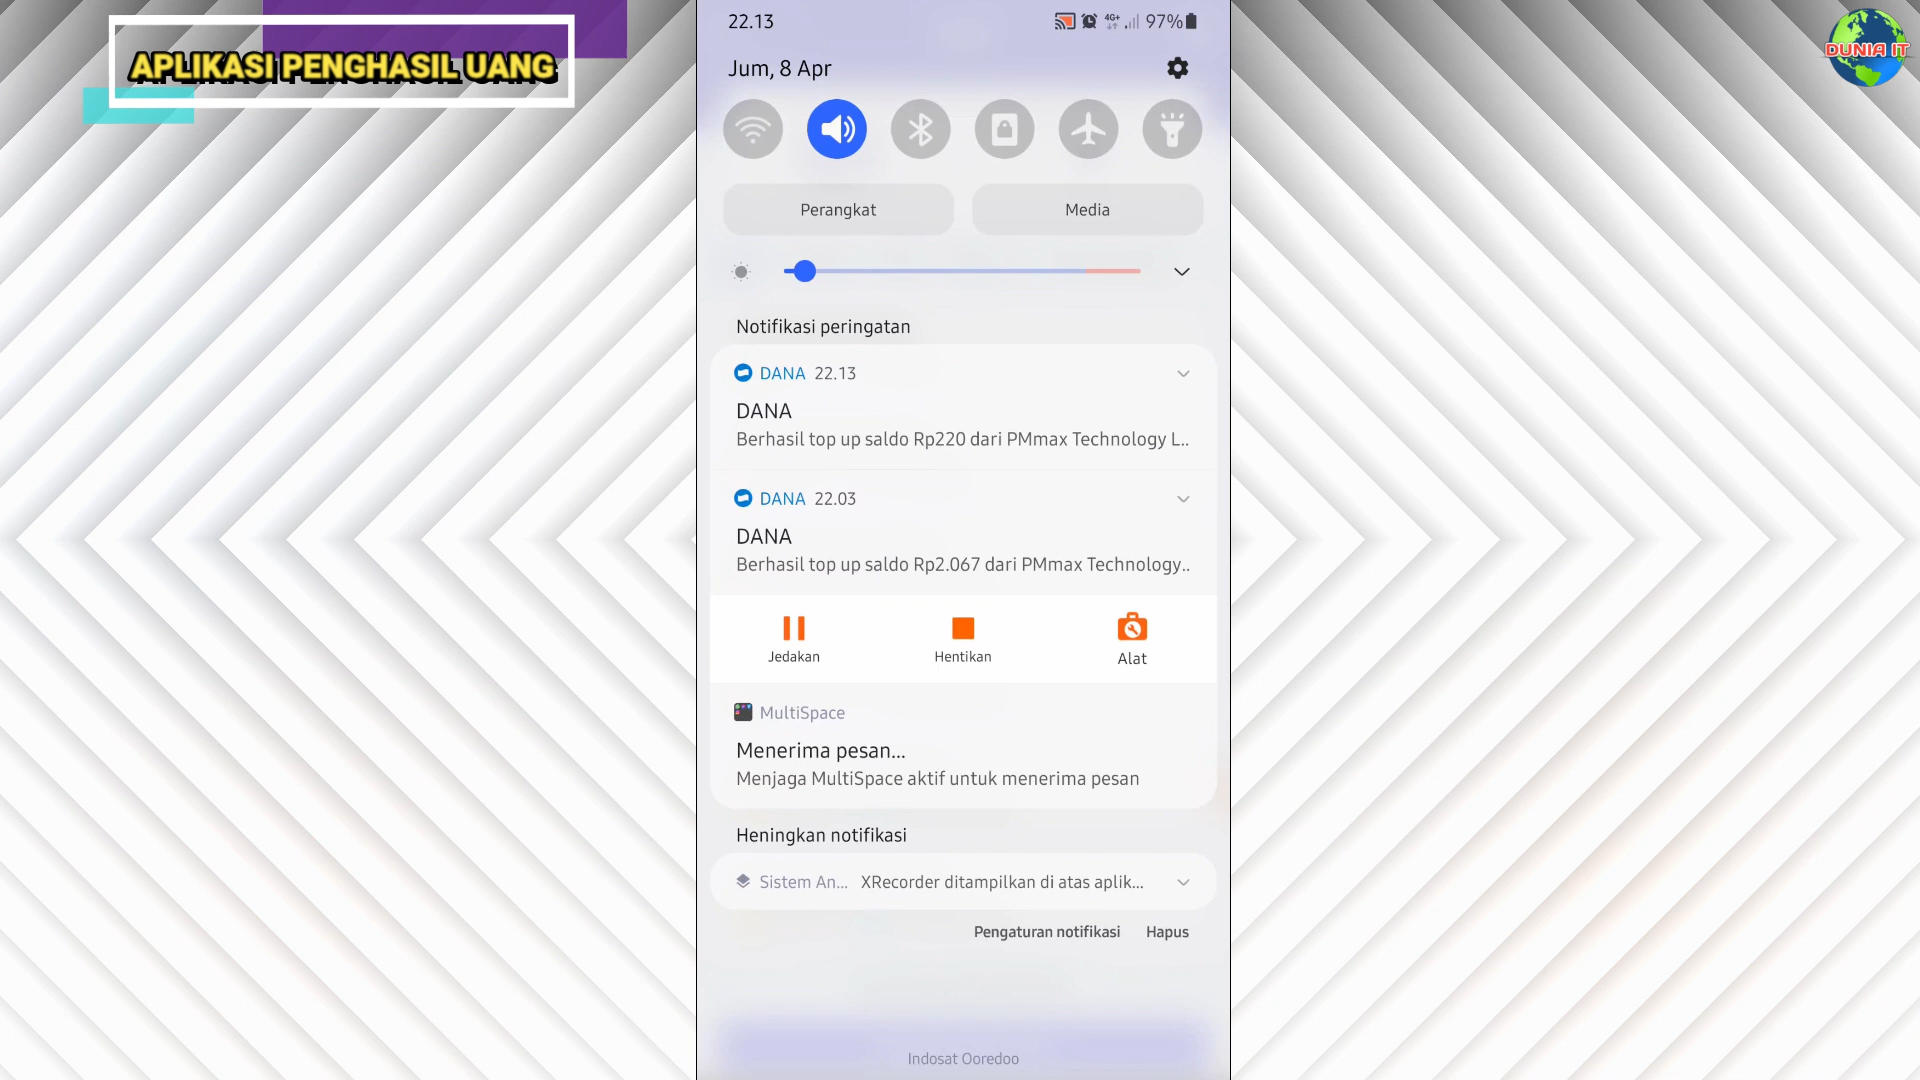 APLIKASI PENGHASIL UANG
DUNIA IT
22.13
4G+
97%
Jum, 8 Apr
Perangkat
Media
Notifikasi peringatan
DANA 22.13
DANA
Berhasil top up saldo Rp220 dari PMmax Technology L..
DANA 22.03
DANA
Berhasil top up saldo Rp2.067 dari PMmax Technology..
Jedakan
Hentikan
Alat
MultiSpace
Menerima pesan...
Menjaga MultiSpace aktif untuk menerima pesan
Heningkan notifikasi
Sistem An... XRecorder ditampilkan di atas aplik...
Pengaturan notifikasi
Hapus
Indosat Ooredoo